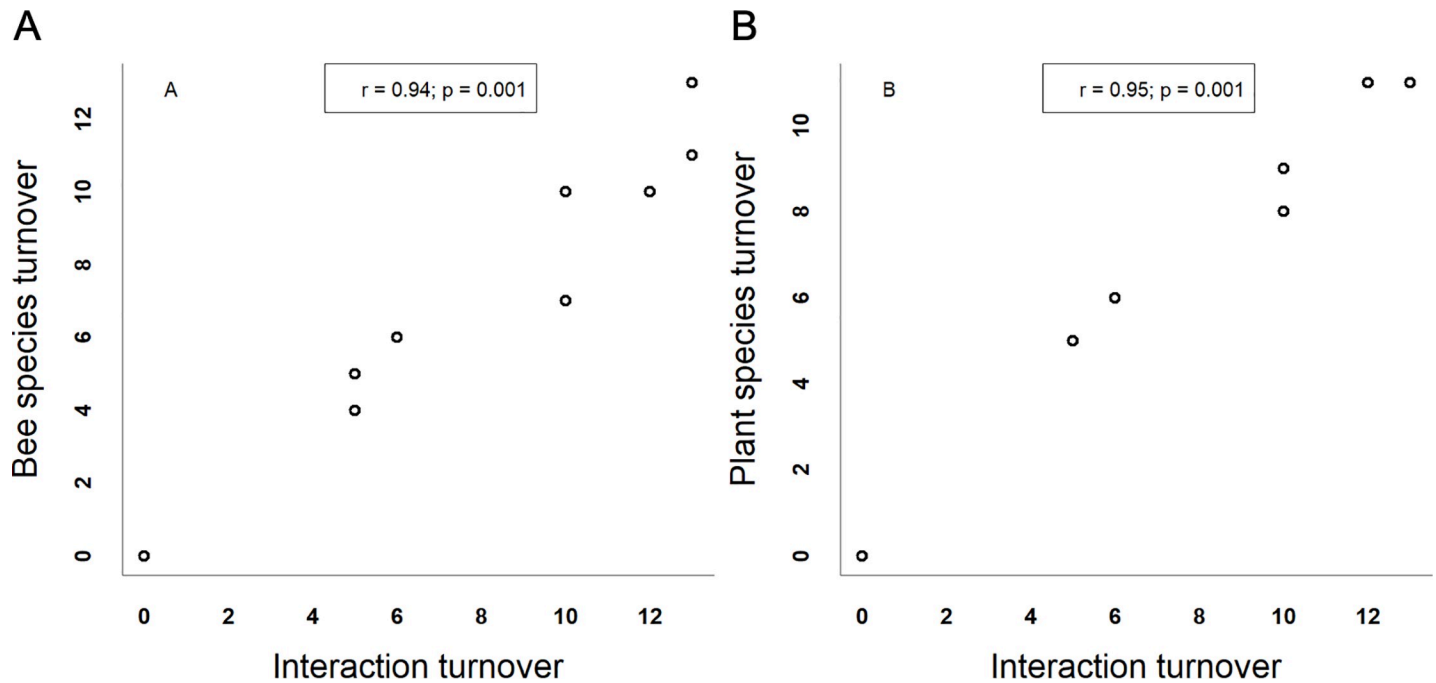 A
A
r = 0.94; p = 0.001
Bee species turnover
12
10
8
6
4
2
0
0 2 4 6 8 10 12
Interaction turnover
B
B
r = 0.95; p = 0.001
Plant species turnover
10
8
6
4
2
0
0 2 4 6 8 10 12
Interaction turnover